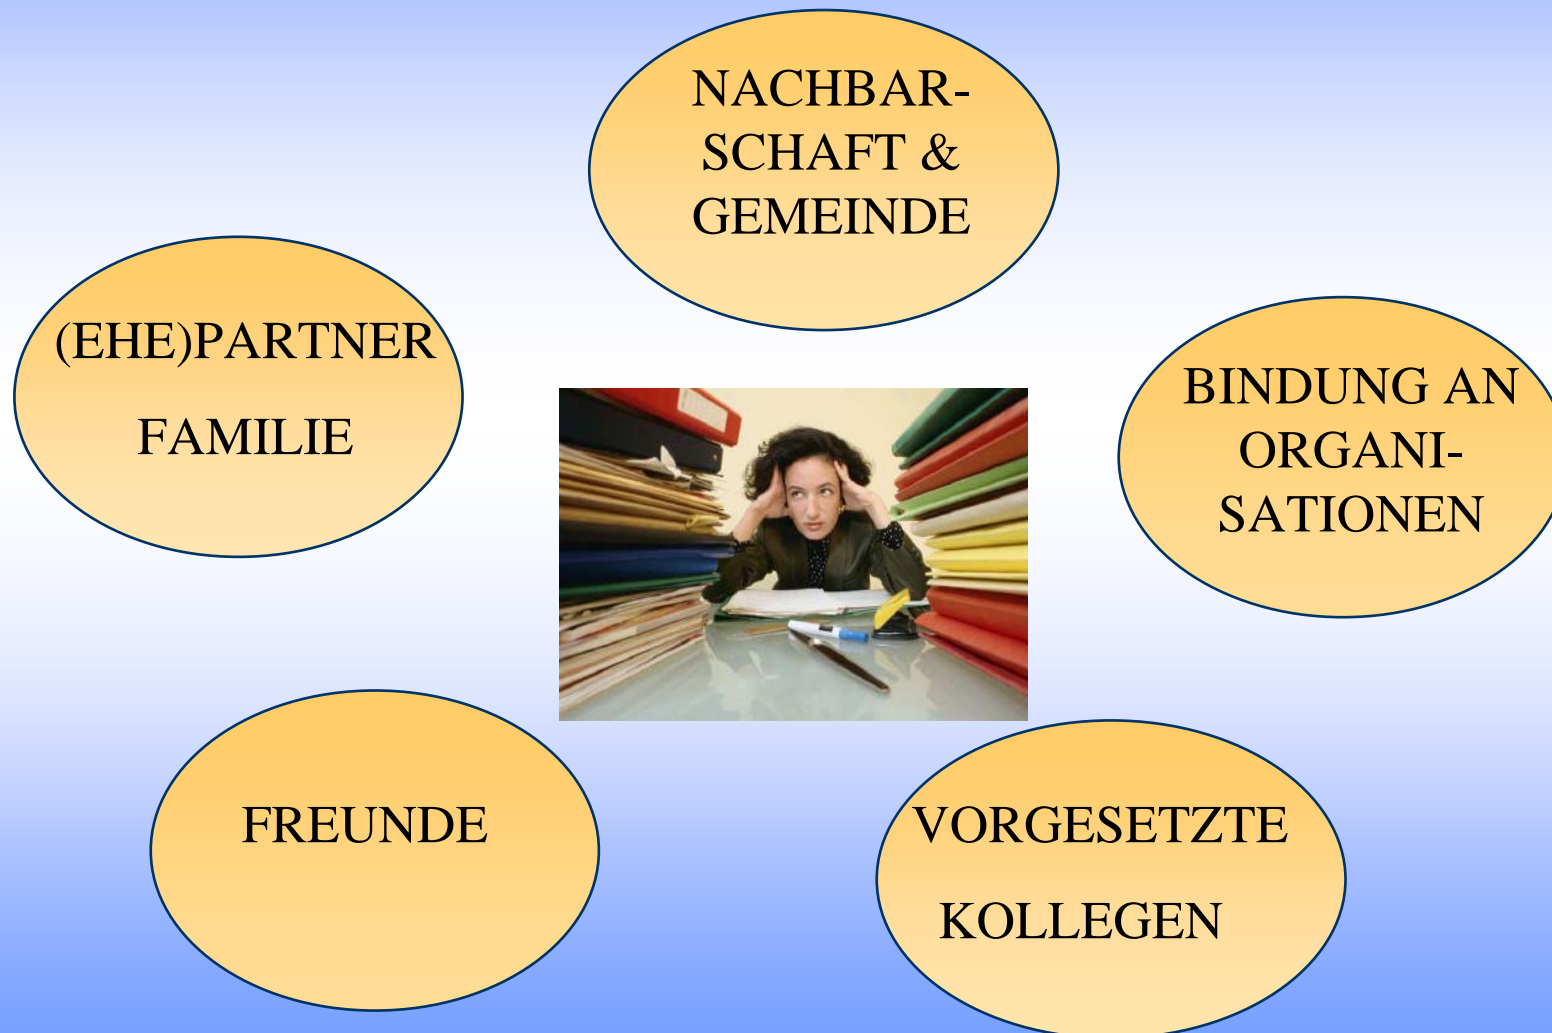 NACHBAR-
SCHAFT &
GEMEINDE
(EHE)PARTNER
FAMILIE
BINDUNG AN
ORGANI-
SATIONEN
FREUNDE
VORGESETZTE
KOLLEGEN